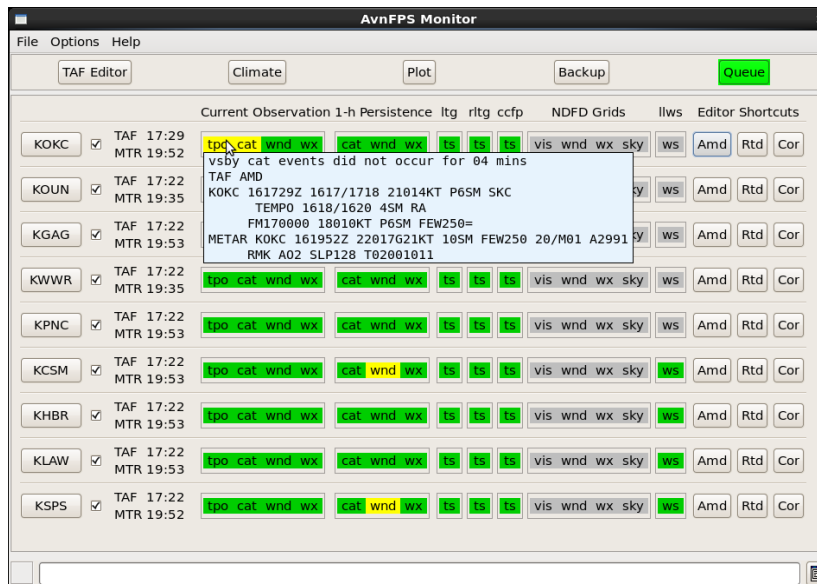 AvnFPS Monitor
File Options Help
TAF Editor Climate Plot Backup Queue
Current Observation 1-h Persistence ltg rltg ccfp NDFD Grids llws Editor Shortcuts
KOKC TAF 17:29 MTR 19:52 tpo cat wnd wx cat wnd wx ts ts ts vis wnd wx sky ws Amd Rtd Cor
vsby cat events did not occur for 04 mins
TAF AMD
KOKC 161729Z 1617/1718 21014KT P6SM SKC
TEMPO 1618/1620 4SM RA
FM170000 18010KT P6SM FEW250=
METAR KOKC 161952Z 22017G21KT 10SM FEW250 20/M01 A2991
RMK AO2 SLP128 T02001011
KOUN TAF 17:22 MTR 19:35 sky ws Amd Rtd Cor
KGAG TAF 17:22 MTR 19:53 ws Amd Rtd Cor
KWWR TAF 17:22 MTR 19:35 tpo cat wnd wx cat wnd wx ts ts ts vis wnd wx sky ws Amd Rtd Cor
KPNC TAF 17:22 MTR 19:53 tpo cat wnd wx cat wnd wx ts ts ts vis wnd wx sky ws Amd Rtd Cor
KCSM TAF 17:22 MTR 19:53 tpo cat wnd wx cat wnd wx ts ts ts vis wnd wx sky ws Amd Rtd Cor
KHBR TAF 17:22 MTR 19:53 tpo cat wnd wx cat wnd wx ts ts ts vis wnd wx sky ws Amd Rtd Cor
KLAW TAF 17:22 MTR 19:53 tpo cat wnd wx cat wnd wx ts ts ts vis wnd wx sky ws Amd Rtd Cor
KSPS TAF 17:22 MTR 19:52 tpo cat wnd wx cat wnd wx ts ts ts vis wnd wx sky ws Amd Rtd Cor